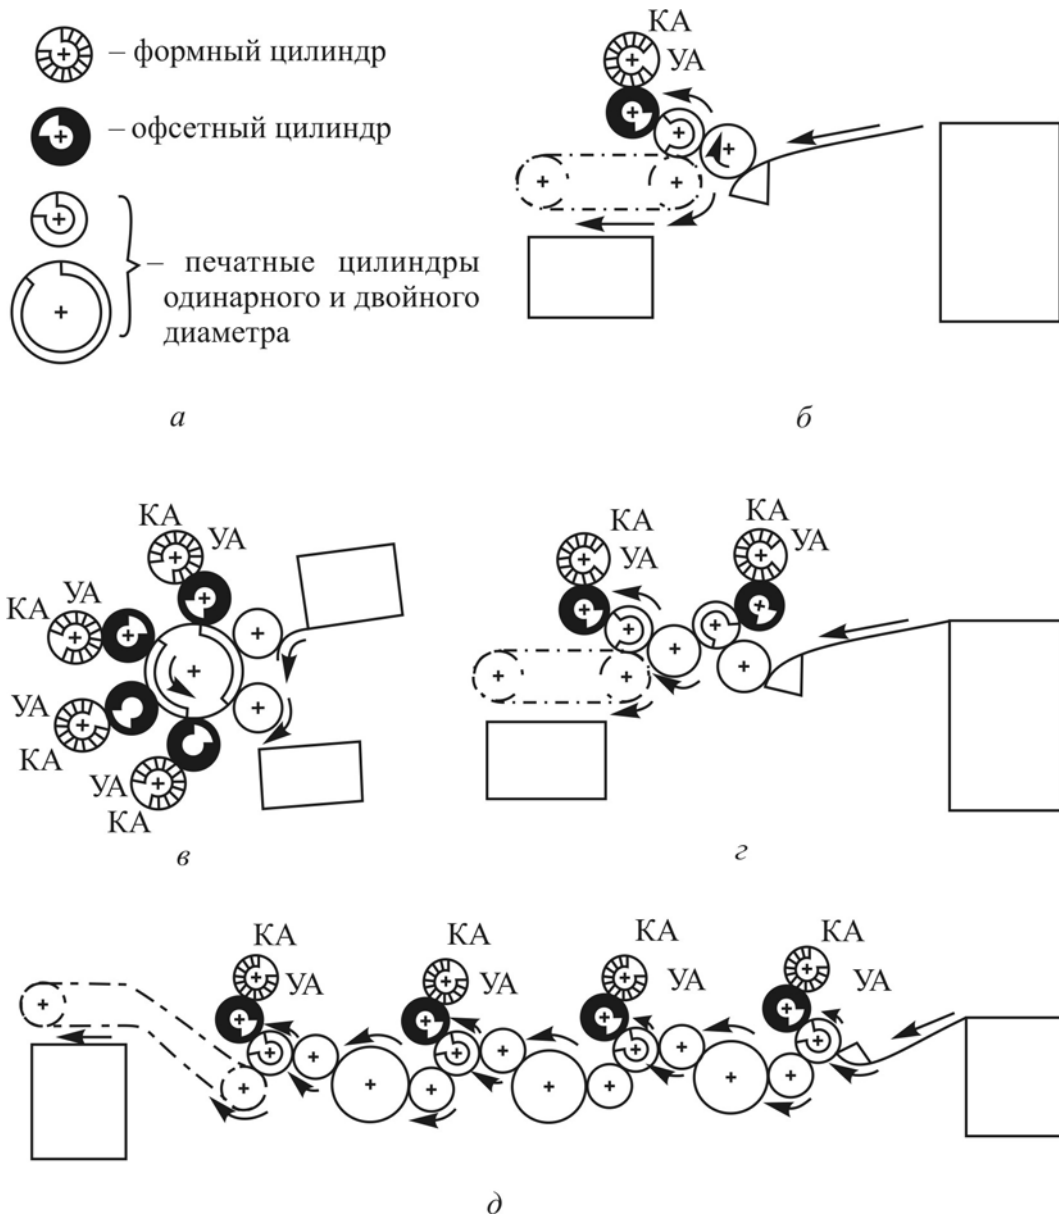 – формный цилиндр
– офсетный цилиндр
– печатные цилиндры
одинарного и двойного
диаметра
а
КА
УА
б
КА
УА
УА
КА
УА
КА
УА
КА
в
КА
УА
КА
УА
г
КА
УА
КА
УА
КА
УА
КА
УА
д